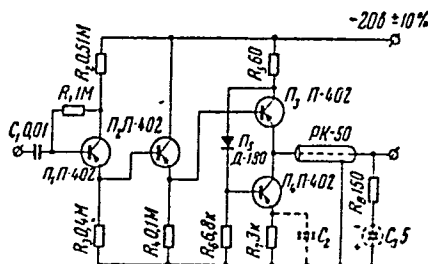 -20в ±10%
R₂ 0,51М
R₅ 60
R₁ 1М
П₃ П-402
C₁ 0,01
П₂ П-402
РК-50
П₅
Д-180
П₁ П-402
П₄ П-402
R₈ 150
R₃ 0,4М
R₄ 0,1М
R₆ 6,8к
R₇ 3к
C₂
C₃ 5